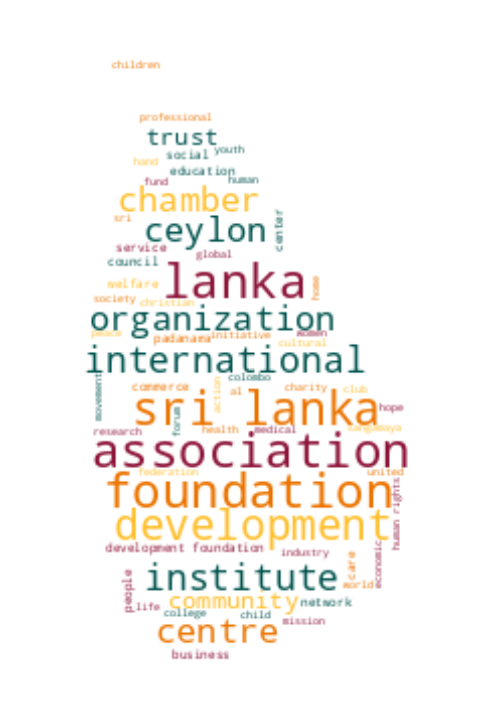 children
professional
trust
social youth
hand
education
fund human
chamber
sri
ceylon center
service
global
council
lanka
welfare home
society christian
organization
peace padanama initiative women
cultural
international
colombo
movement commerce action al charity club
sri lanka
forum hope
research health medical sangamaya
association
federation united
foundation
human rights
development
development foundation
industry economic
care
institute
people world
community network
life college child
mission
centre
business